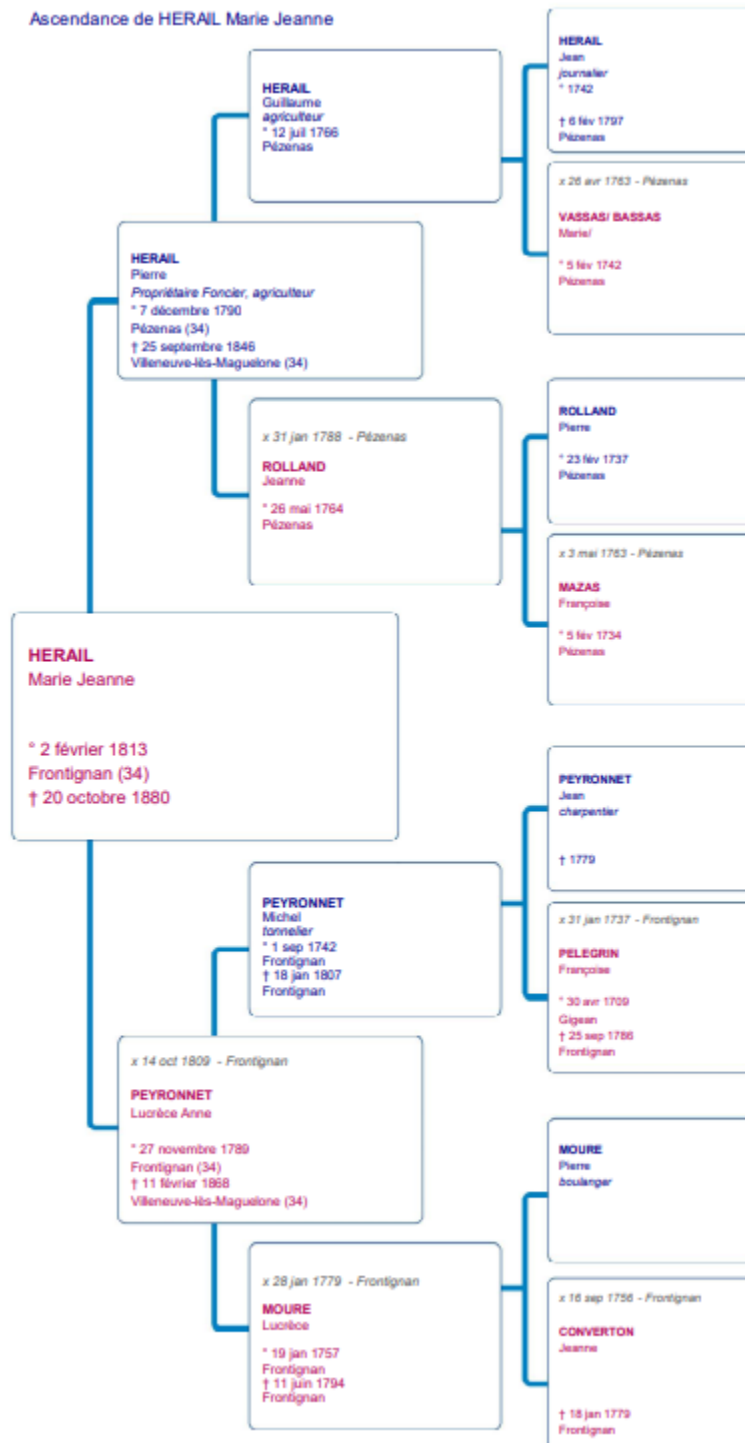 Ascendance de HERAIL Marie Jeanne
HERAIL
Jean
journalier
° 1742
† 6 fév 1797
Pézenas
HERAIL
Guillaume
agriculteur
° 12 juil 1766
Pézenas
x 26 avr 1763 - Pézenas
VASSAS/ BASSAS
Marie/
° 5 fév 1742
Pézenas
HERAIL
Pierre
Propriétaire Foncier, agriculteur
° 7 décembre 1790
Pézenas (34)
† 25 septembre 1846
Villeneuve-lès-Maguelone (34)
ROLLAND
Pierre
° 23 fév 1737
Pézenas
x 31 jan 1788 - Pézenas
ROLLAND
Jeanne
° 26 mai 1764
Pézenas
x 3 mai 1763 - Pézenas
MAZAS
Françoise
° 5 fév 1734
Pézenas
HERAIL
Marie Jeanne
° 2 février 1813
Frontignan (34)
† 20 octobre 1880
PEYRONNET
Jean
charpentier
† 1779
PEYRONNET
Michel
tonnelier
° 1 sep 1742
Frontignan
† 18 jan 1807
Frontignan
x 31 jan 1737 - Frontignan
PELEGRIN
Françoise
° 30 avr 1709
Gigean
† 25 sep 1786
Frontignan
x 14 oct 1809 - Frontignan
PEYRONNET
Lucrèce Anne
° 27 novembre 1789
Frontignan (34)
† 11 février 1868
Villeneuve-lès-Maguelone (34)
MOURE
Pierre
boulanger
x 28 jan 1779 - Frontignan
MOURE
Lucrèce
° 19 jan 1757
Frontignan
† 11 juin 1794
Frontignan
x 16 sep 1756 - Frontignan
CONVERTON
Jeanne
† 18 jan 1779
Frontignan